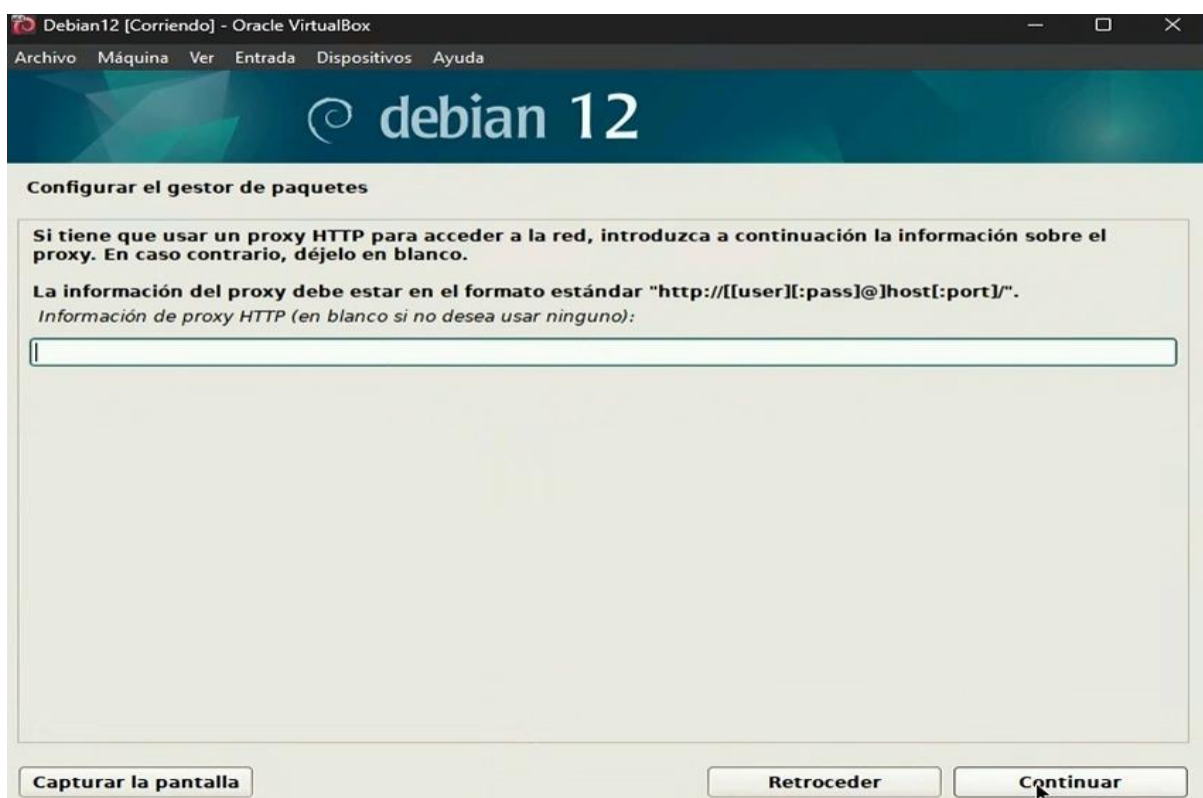 Debian12 [Corriendo] - Oracle VirtualBox
Archivo Máquina Ver Entrada Dispositivos Ayuda
debian 12
Configurar el gestor de paquetes
Si tiene que usar un proxy HTTP para acceder a la red, introduzca a continuación la información sobre el
proxy. En caso contrario, déjelo en blanco.
La información del proxy debe estar en el formato estándar "http://[[user][:pass]@]host[:port]/".
Información de proxy HTTP (en blanco si no desea usar ninguno):
Capturar la pantalla Retroceder Continuar